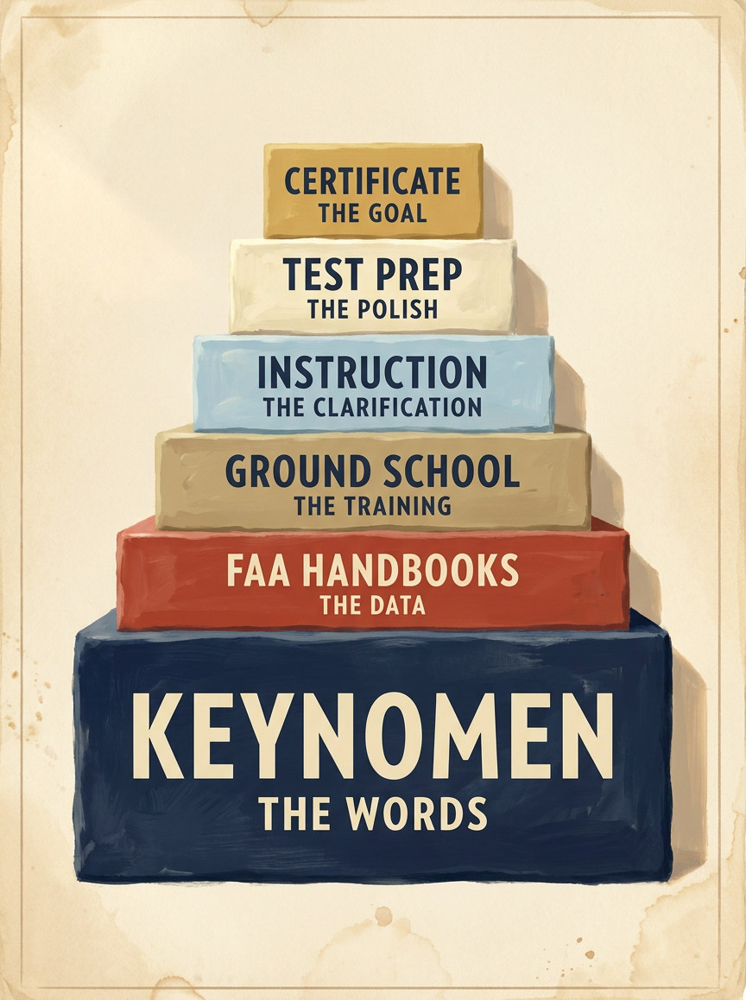 CERTIFICATE
THE GOAL
TEST PREP
THE POLISH
INSTRUCTION
THE CLARIFICATION
GROUND SCHOOL
THE TRAINING
FAA HANDBOOKS
THE DATA
KEYNOMEN
THE WORDS